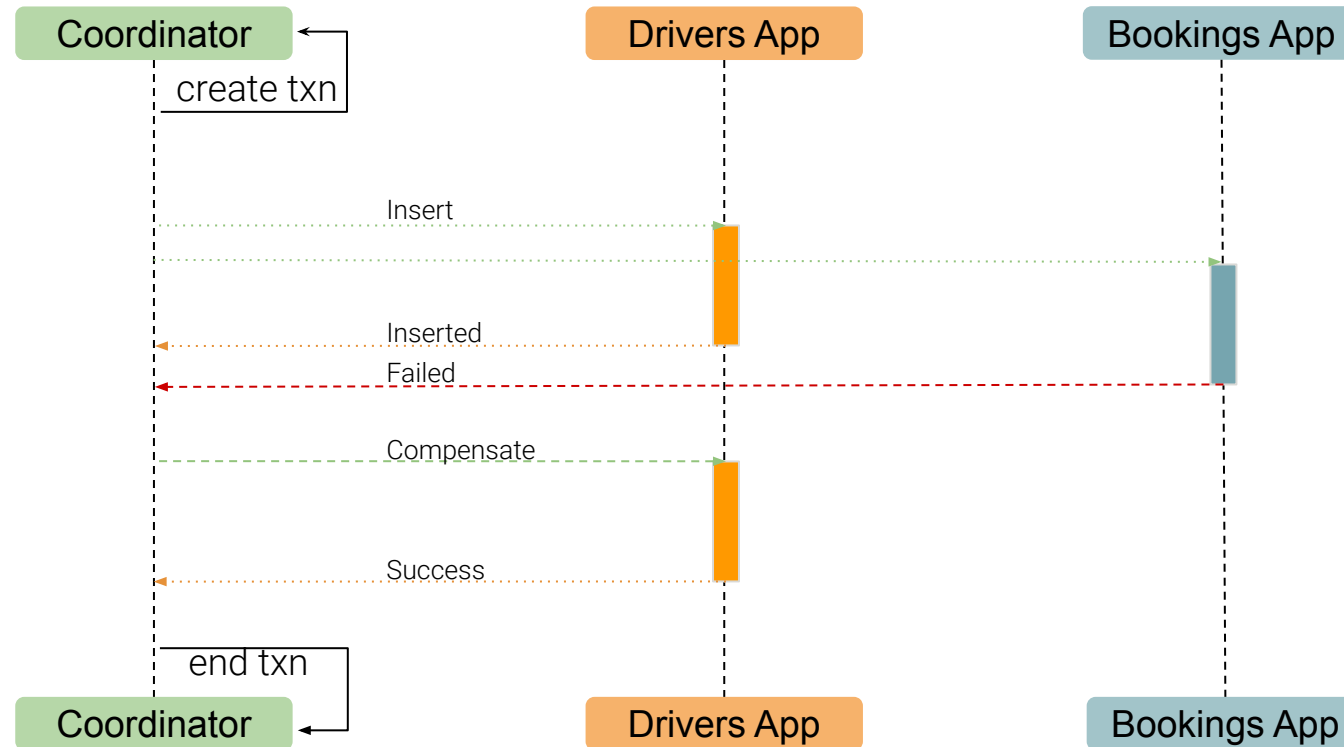 Coordinator
Drivers App
Bookings App
create txn
Insert
Inserted
Failed
Compensate
Success
end txn
Coordinator
Drivers App
Bookings App